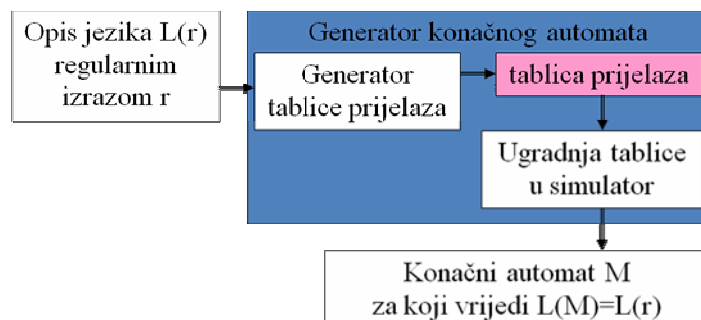 Opis jezika L(r)
regularnim
izrazom r
Generator konačnog automata
Generator
tablice prijelaza
tablica prijelaza
Ugradnja tablice
u simulator
Konačni automat M
za koji vrijedi L(M)=L(r)